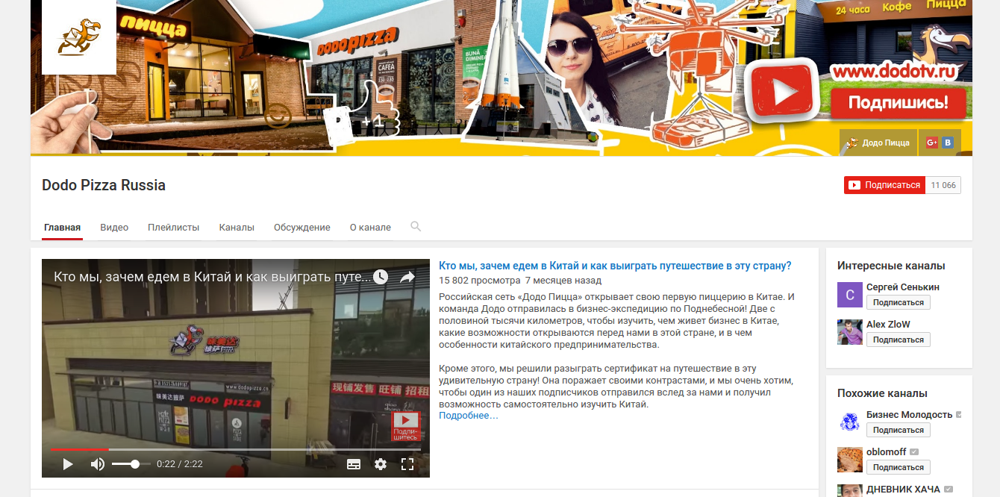 пицца
DODO pizza
CAFEA
130 230
BUNĂ
DIMINEA
24 часа Кофе Пицца
+1
www.dodotv.ru
Подпишись!
Додо Пицца
G+ B
Dodo Pizza Russia
Подписаться 11 066
Главная Видео Плейлисты Каналы Обсуждение О канале
Кто мы, зачем едем в Китай и как выиграть путе...
味美达
披萨
www.dodopizza.cn
味美达披萨 DODO pizza
现铺发售 旺铺 招租
Подпи-
шитесь
0:22 / 2:22
Кто мы, зачем едем в Китай и как выиграть путешествие в эту страну?
15 802 просмотра 7 месяцев назад
Российская сеть «Додо Пицца» открывает свою первую пиццерию в Китае. И
команда Додо отправилась в бизнес-экспедицию по Поднебесной! Две с
половиной тысячи километров, чтобы изучить, чем живет бизнес в Китае,
какие возможности открываются перед нами в этой стране, и в чем
особенности китайского предпринимательства.
Кроме этого, мы решили разыграть сертификат на путешествие в эту
удивительную страну! Она поражает своими контрастами, и мы очень хотим,
чтобы один из наших подписчиков отправился вслед за нами и получил
возможность самостоятельно изучить Китай.
Подробнее…
Интересные каналы
C
Сергей Сенькин
Подписаться
Alex ZloW
Подписаться
Похожие каналы
Бизнес Молодость
Подписаться
oblomoff
Подписаться
ДНЕВНИК ХАЧА